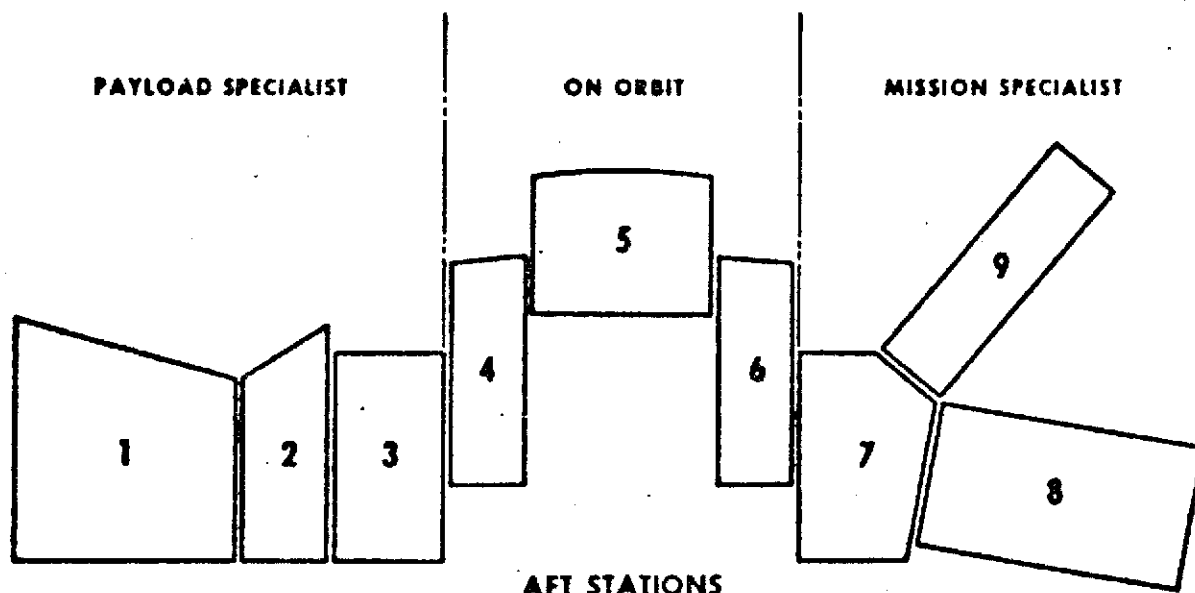 PAYLOAD SPECIALIST
ON ORBIT
MISSION SPECIALIST
1
2
3
4
5
6
7
8
9
AFT STATIONS